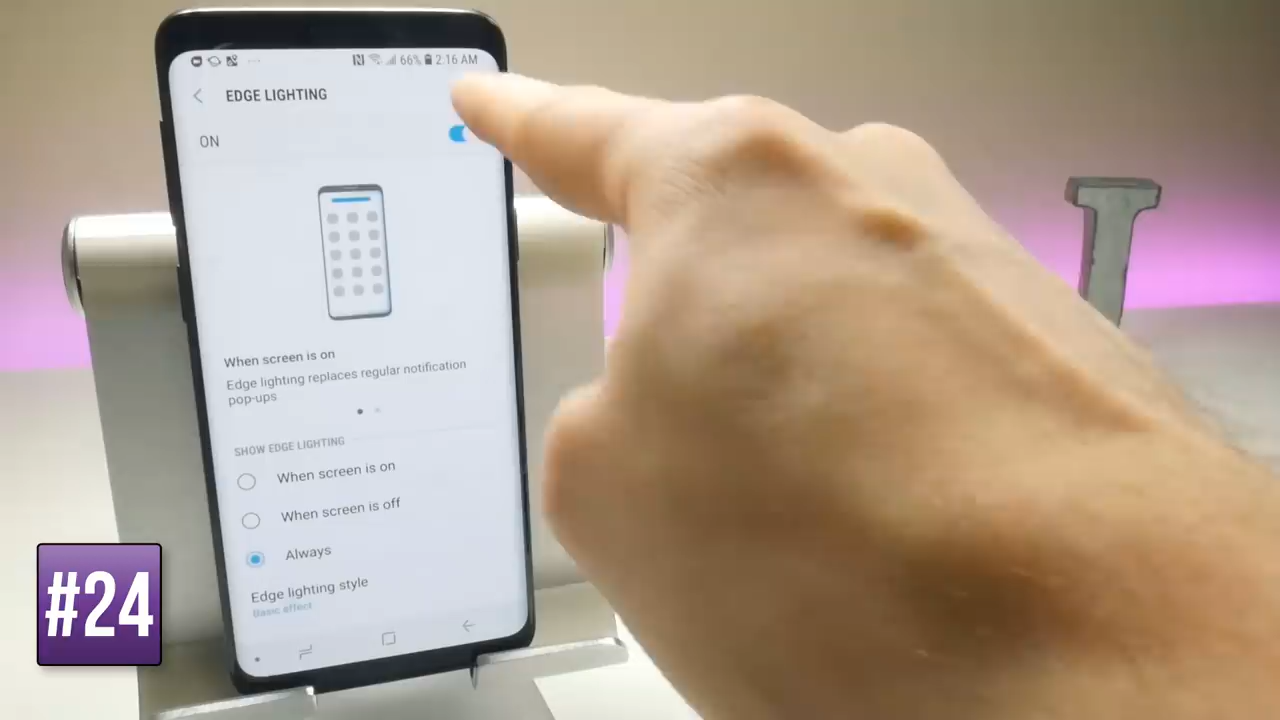 66% 2:16 AM
EDGE LIGHTING
ON
When screen is on
Edge lighting replaces regular notification
pop-ups
SHOW EDGE LIGHTING
When screen is on
When screen is off
Always
Edge lighting style
Basic effect
#24
I